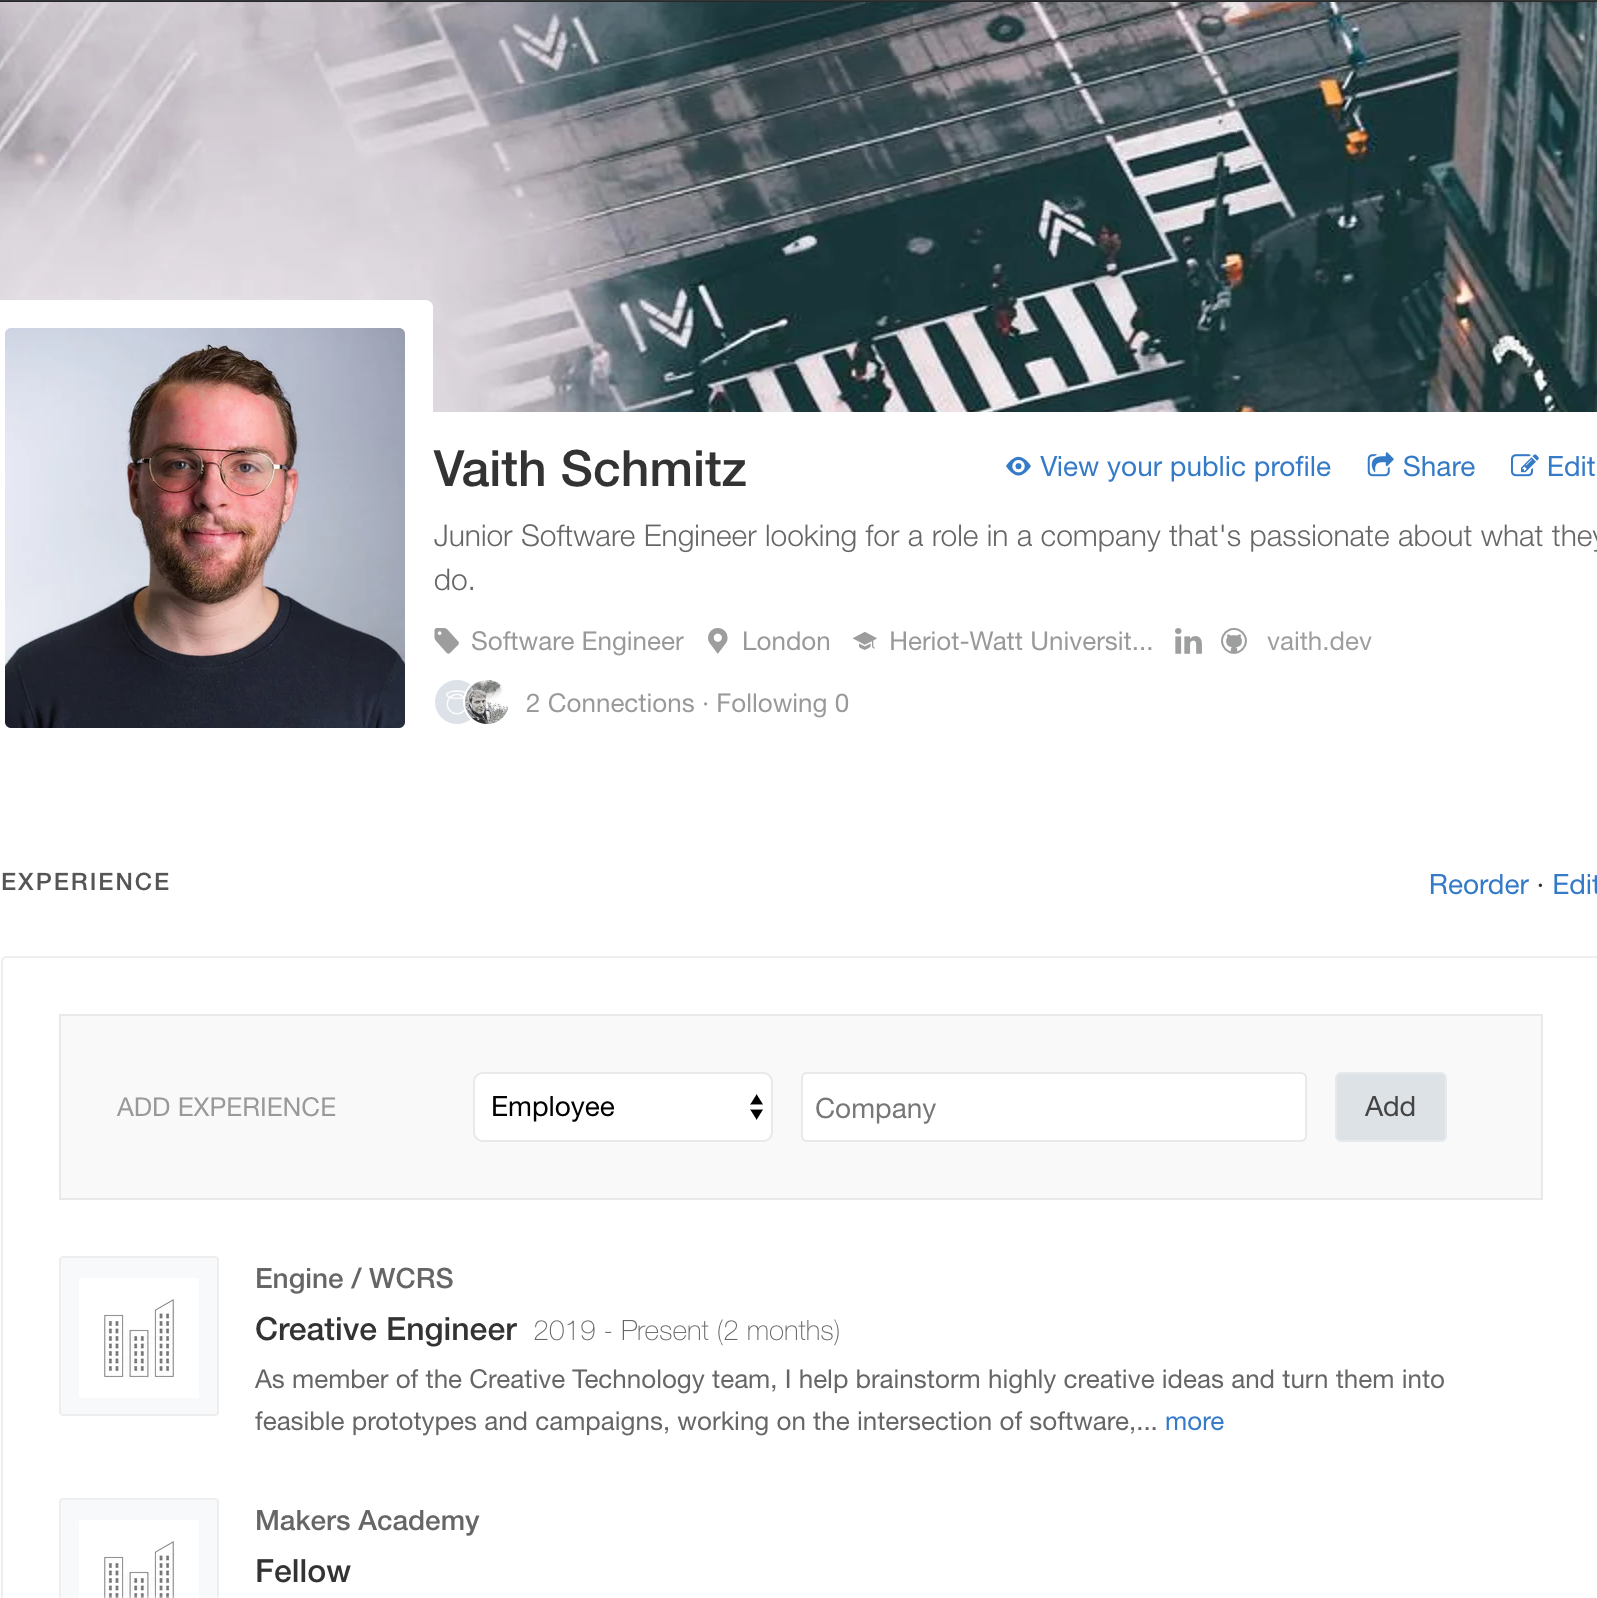 Vaith Schmitz
View your public profile
Share
Edit
Junior Software Engineer looking for a role in a company that's passionate about what they
do.
Software Engineer
London
Heriot-Watt Universit...
in
vaith.dev
2 Connections · Following 0
EXPERIENCE
Reorder · Edit
ADD EXPERIENCE
Employee
Company
Add
Engine / WCRS
Creative Engineer 2019 - Present (2 months)
As member of the Creative Technology team, I help brainstorm highly creative ideas and turn them into
feasible prototypes and campaigns, working on the intersection of software,... more
Makers Academy
Fellow